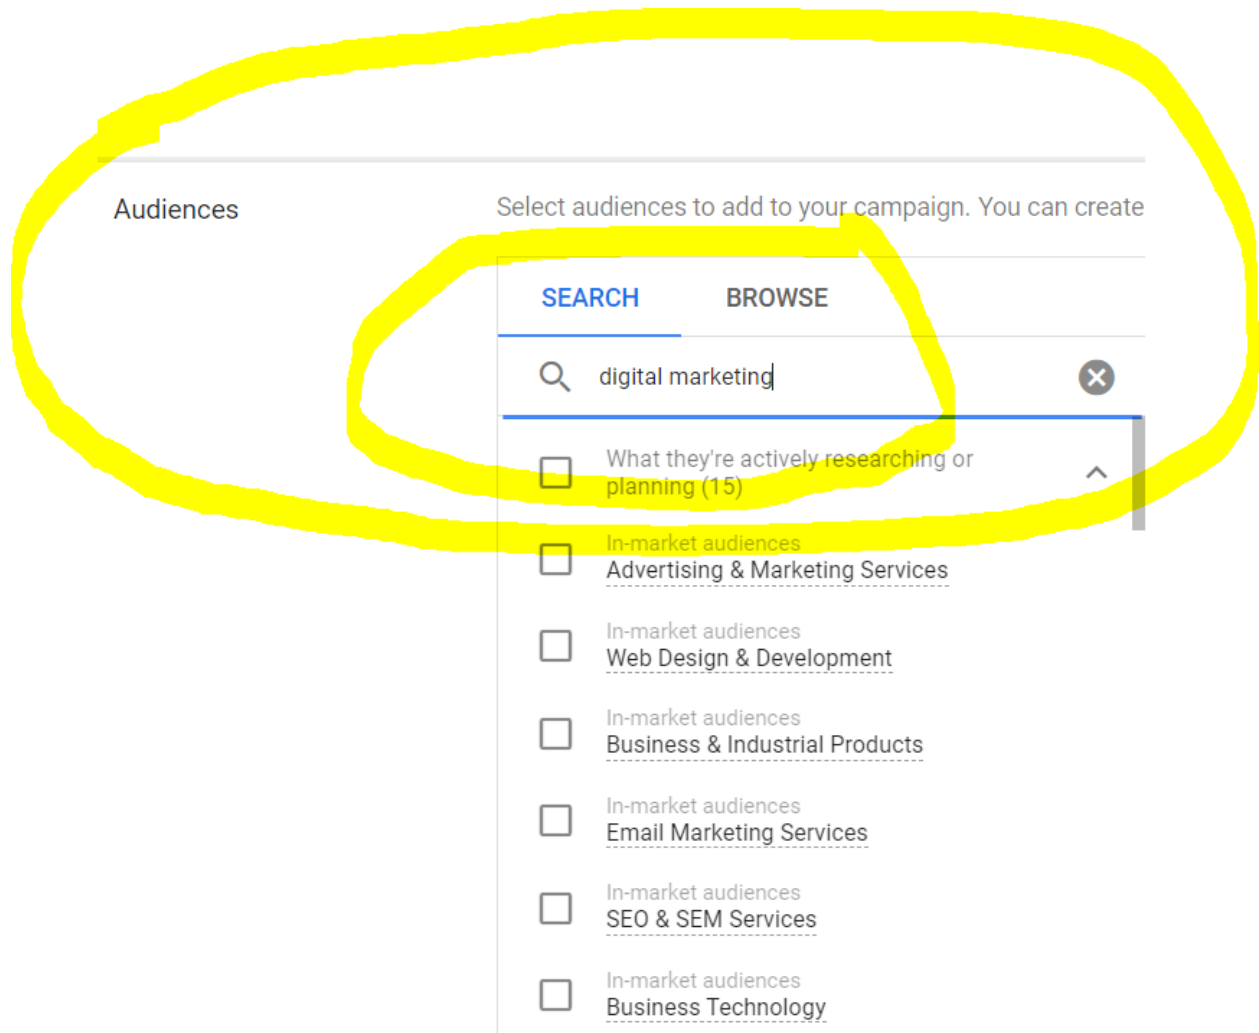 Audiences
Select audiences to add to your campaign. You can create
SEARCH
BROWSE
digital marketing
What they're actively researching or
planning (15)
In-market audiences
Advertising & Marketing Services
In-market audiences
Web Design & Development
In-market audiences
Business & Industrial Products
In-market audiences
Email Marketing Services
In-market audiences
SEO & SEM Services
In-market audiences
Business Technology